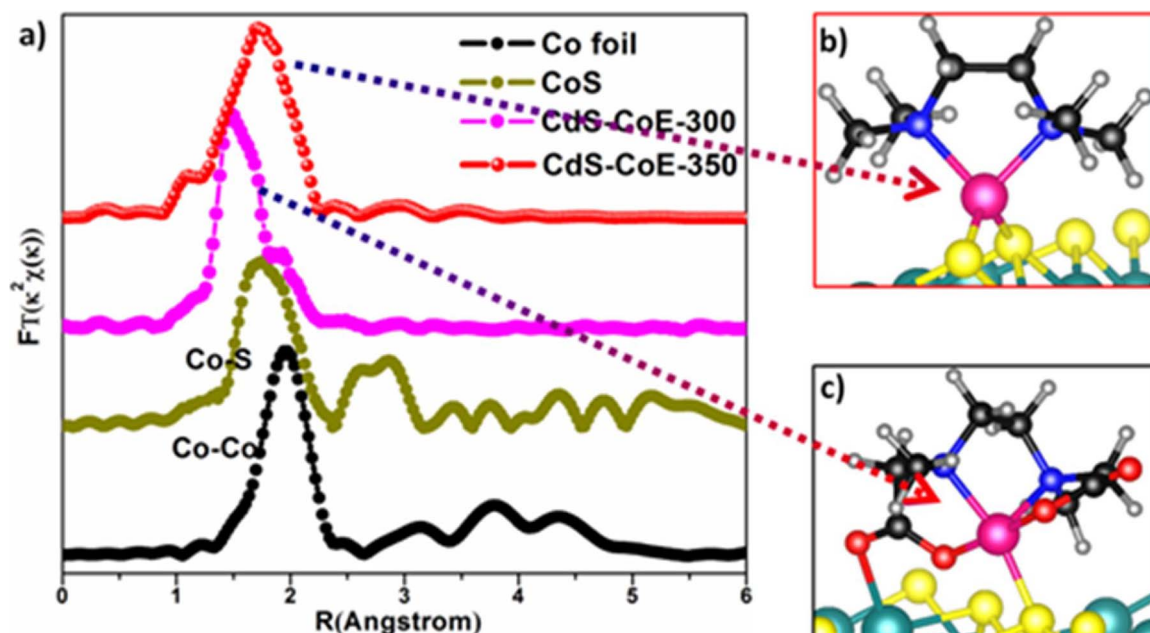 a)
Co foil
CoS
CdS-CoE-300
CdS-CoE-350
Co-S
Co-Co
FT(κ²χ(κ))
0 1 2 3 4 5 6
R(Angstrom)
b)
c)